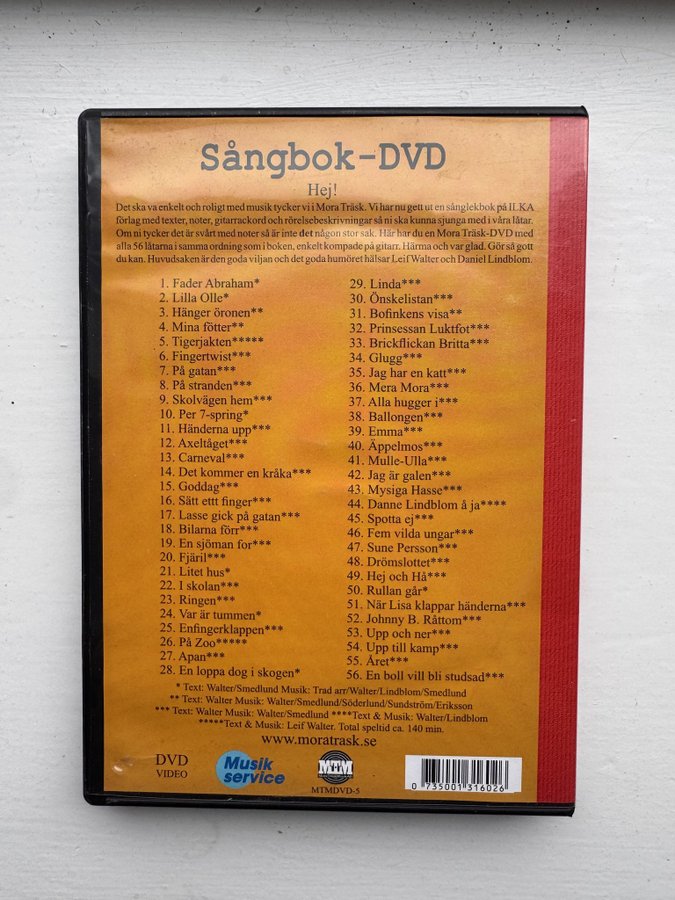 Sångbok-DVD
Hej!
Det ska va enkelt och roligt med musik tycker vi i Mora Träsk. Vi har nu gett ut en sånglekbok på ILKA
förlag med texter, noter, gitarrackord och rörelsebeskrivningar så ni ska kunna sjunga med i våra låtar.
Om ni tycker det är svårt med noter så är inte det någon stor sak. Här har du en Mora Träsk-DVD med
alla 56 låtarna i samma ordning som i boken, enkelt kompade på gitarr. Härma och var glad. Gör så gott
du kan. Huvudsaken är den goda viljan och det goda humöret hälsar Leif Walter och Daniel Lindblom.
1. Fader Abraham*
2. Lilla Olle*
3. Hänger öronen**
4. Mina fötter**
5. Tigerjakten*****
6. Fingertwist***
7. På gatan***
8. På stranden***
9. Skolvägen hem***
10. Per 7-spring*
11. Händerna upp***
12. Axeltåget***
13. Carneval***
14. Det kommer en kråka***
15. Goddag***
16. Sätt ettt finger***
17. Lasse gick på gatan***
18. Bilarna förr***
19. En sjöman for***
20. Fjäril***
21. Litet hus*
22. I skolan***
23. Ringen***
24. Var är tummen*
25. Enfingerklappen***
26. På Zoo*****
27. Apan***
28. En loppa dog i skogen*
29. Linda***
30. Önskelistan***
31. Bofinkens visa**
32. Prinsessan Luktfot***
33. Brickflickan Britta***
34. Glugg***
35. Jag har en katt***
36. Mera Mora***
37. Alla hugger i***
38. Ballongen***
39. Emma***
40. Äppelmos***
41. Mulle-Ulla***
42. Jag är galen***
43. Mysiga Hasse***
44. Danne Lindblom å ja****
45. Spotta ej***
46. Fem vilda ungar***
47. Sune Persson***
48. Drömslottet***
49. Hej och Hå***
50. Rullan går*
51. När Lisa klappar händerna***
52. Johnny B. Råttom***
53. Upp och ner***
54. Upp till kamp***
55. Året***
56. En boll vill bli studsad***
* Text: Walter/Smedlund Musik: Trad arr/Walter/Lindblom/Smedlund
** Text: Walter Musik: Walter/Smedlund/Söderlund/Sundström/Eriksson
*** Text: Walter Musik: Walter/Smedlund ****Text & Musik: Walter/Lindblom
*****Text & Musik: Leif Walter. Total speltid ca. 140 min.
www.moratrask.se
DVD
VIDEO
Musik
service
MTM
MTMDVD-5
0 735001 316026